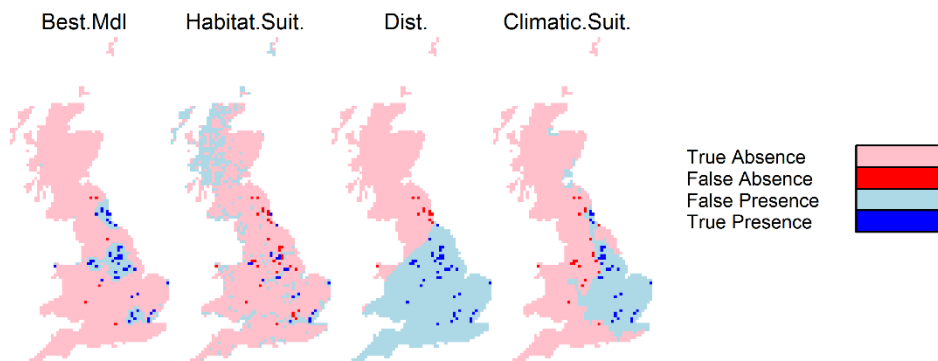 Best.Mdl Habitat.Suit. Dist. Climatic.Suit.
True Absence
False Absence
False Presence
True Presence